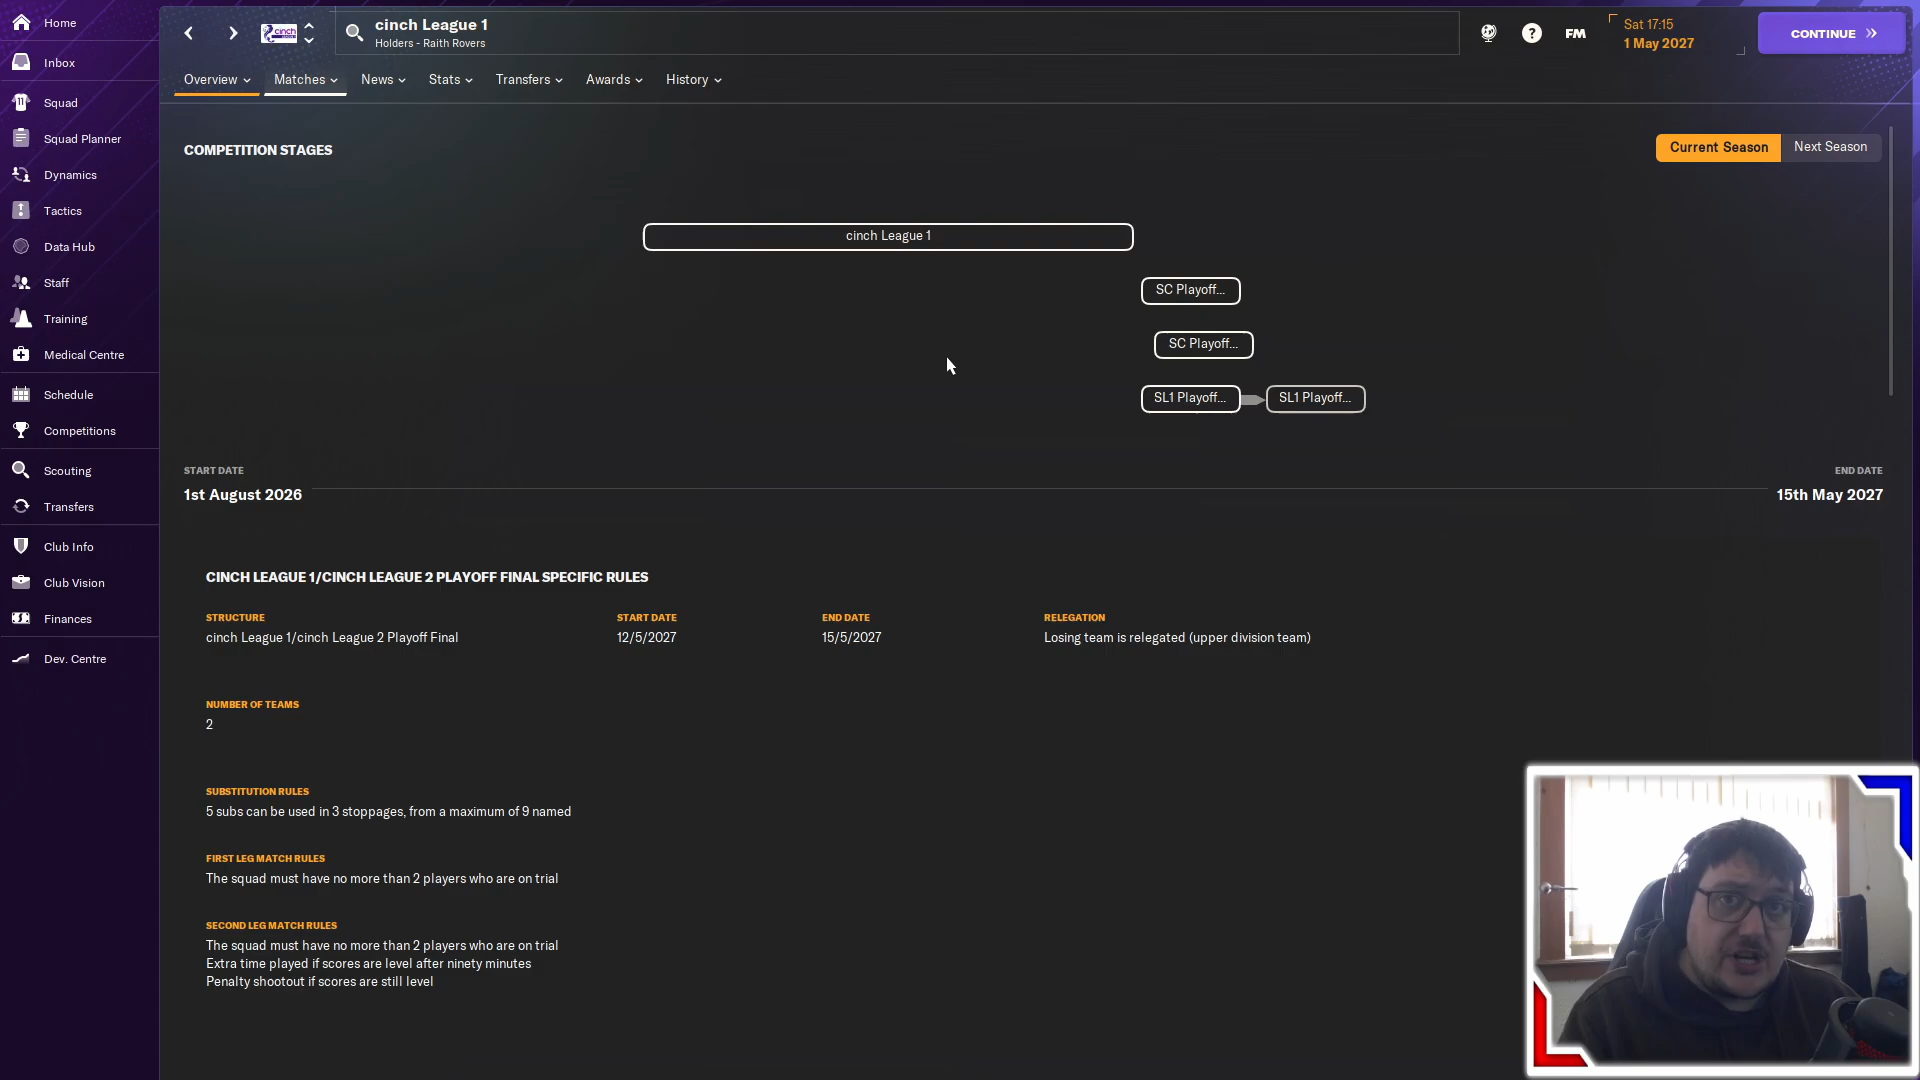 Home
Inbox
Squad
Squad Planner
Dynamics
Tactics
Data Hub
Staff
Training
Medical Centre
Schedule
Competitions
Scouting
Transfers
Club Info
Club Vision
Finances
Dev. Centre
cinch
cinch League 1
Holders - Raith Rovers
?
FM
Sat 17:15
1 May 2027
CONTINUE
Overview
Matches
News
Stats
Transfers
Awards
History
COMPETITION STAGES
Current Season
Next Season
cinch League 1
SC Playoff...
SC Playoff...
SL1 Playoff...
SL1 Playoff...
START DATE
1st August 2026
END DATE
15th May 2027
CINCH LEAGUE 1/CINCH LEAGUE 2 PLAYOFF FINAL SPECIFIC RULES
STRUCTURE
cinch League 1/cinch League 2 Playoff Final
START DATE
12/5/2027
END DATE
15/5/2027
RELEGATION
Losing team is relegated (upper division team)
NUMBER OF TEAMS
2
SUBSTITUTION RULES
5 subs can be used in 3 stoppages, from a maximum of 9 named
FIRST LEG MATCH RULES
The squad must have no more than 2 players who are on trial
SECOND LEG MATCH RULES
The squad must have no more than 2 players who are on trial
Extra time played if scores are level after ninety minutes
Penalty shootout if scores are still level